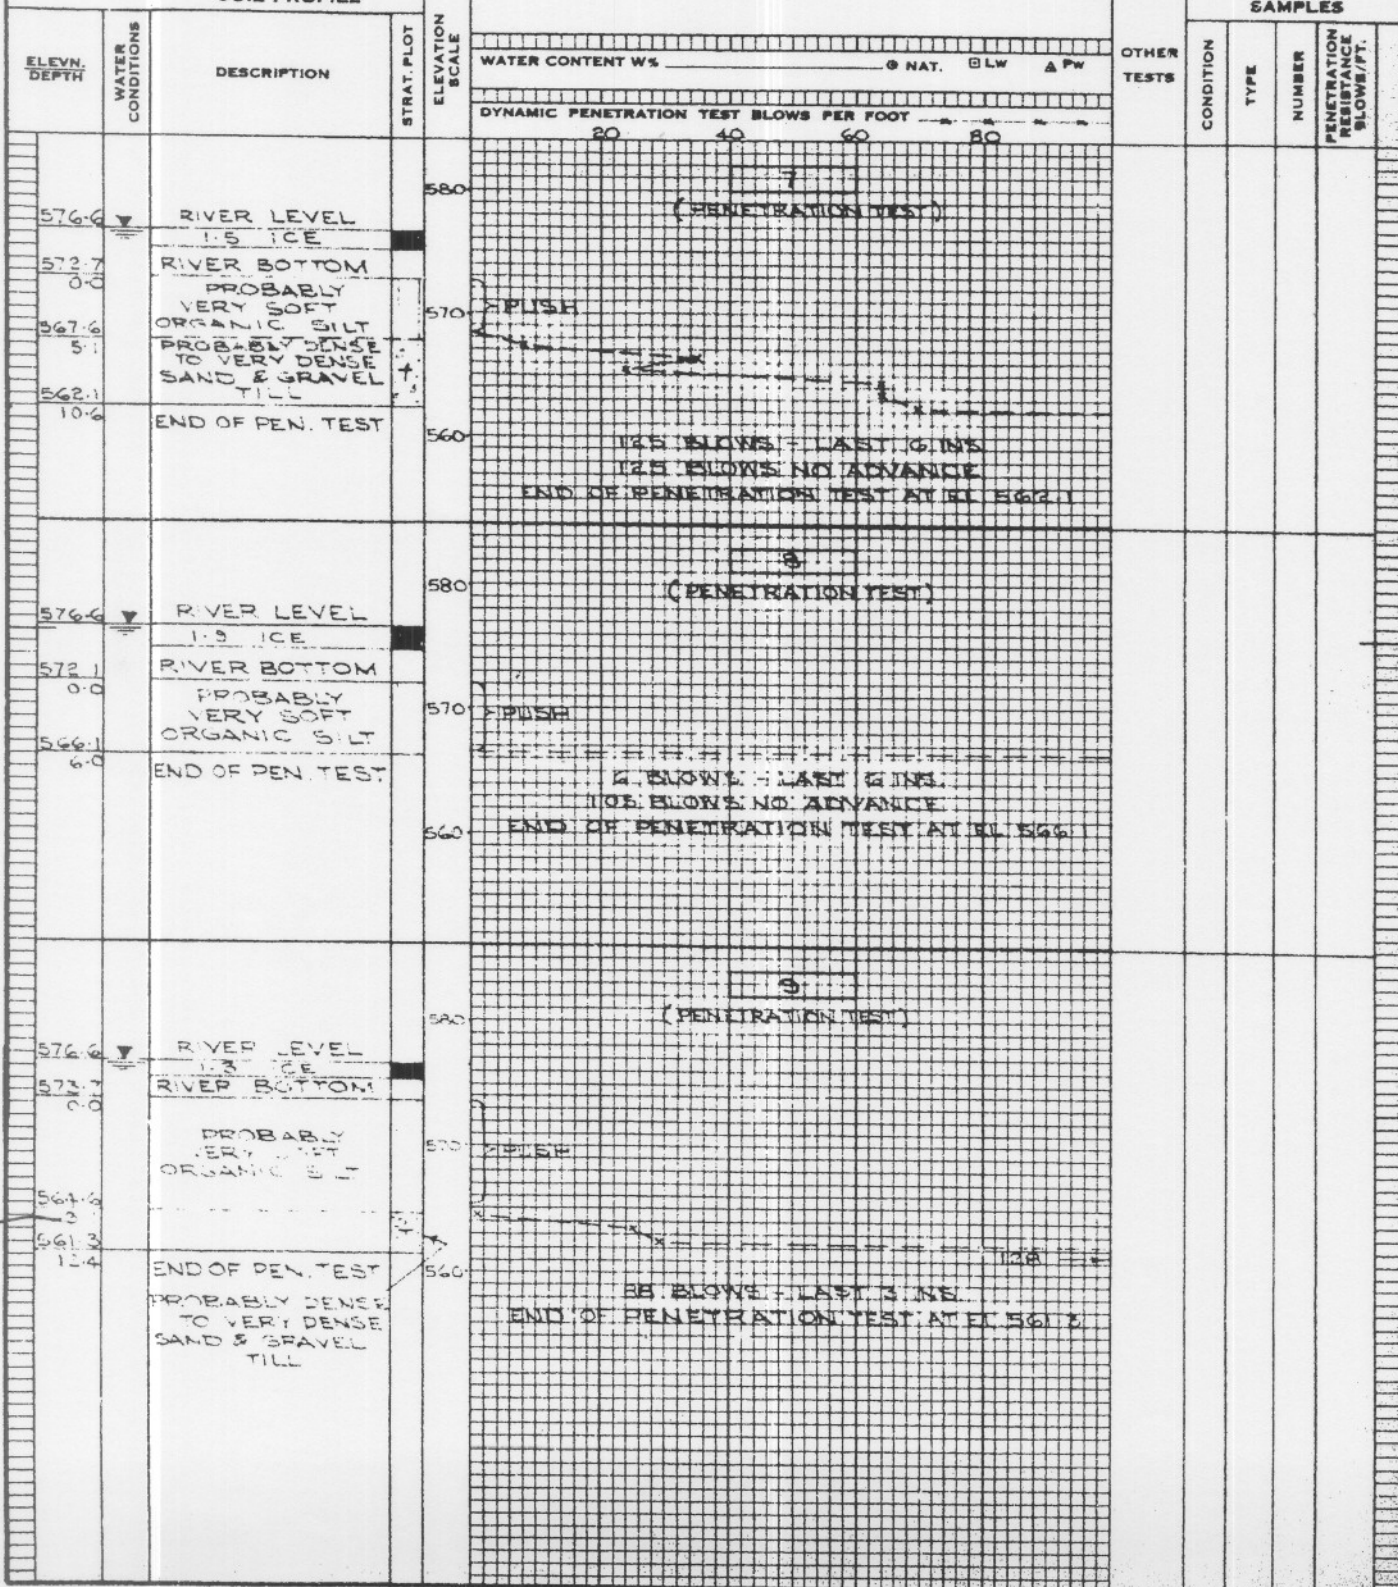 SAMPLES
ELEVN.
DEPTH
WATER
CONDITIONS
DESCRIPTION
STRAT. PLOT
ELEVATION
SCALE
WATER CONTENT W% NAT. LW PW
DYNAMIC PENETRATION TEST BLOWS PER FOOT
20 40 60 80
OTHER
TESTS
CONDITION
TYPE
NUMBER
PENETRATION
RESISTANCE
BLOWS/FT.
7
(PENETRATION TEST)
580
576.6
RIVER LEVEL
1.5 ICE
572.7
0.0
RIVER BOTTOM
PROBABLY
VERY SOFT
ORGANIC SILT
570
PUSH
567.6
5.1
PROBABLY DENSE
TO VERY DENSE
SAND & GRAVEL
TILL
562.1
10.6
END OF PEN. TEST
560
125 BLOWS - LAST 6 INS
125 BLOWS NO ADVANCE
END OF PENETRATION TEST AT EL 562.1
8
(PENETRATION TEST)
580
576.6
RIVER LEVEL
1.9 ICE
572.1
0.0
RIVER BOTTOM
PROBABLY
VERY SOFT
ORGANIC SILT
570
PUSH
566.1
6.0
END OF PEN. TEST
BLOWS - LAST 6 INS.
105 BLOWS NO ADVANCE
560
END OF PENETRATION TEST AT EL 566.1
9
(PENETRATION TEST)
580
576.6
RIVER LEVEL
1.3 ICE
573.7
0.0
RIVER BOTTOM
PROBABLY
VERY SOFT
ORGANIC SILT
570
PUSH
564.6
561.3
12.4
128
END OF PEN. TEST
560
PROBABLY DENSE
TO VERY DENSE
SAND & GRAVEL
TILL
88 BLOWS - LAST 3 INS.
END OF PENETRATION TEST AT EL 561.3